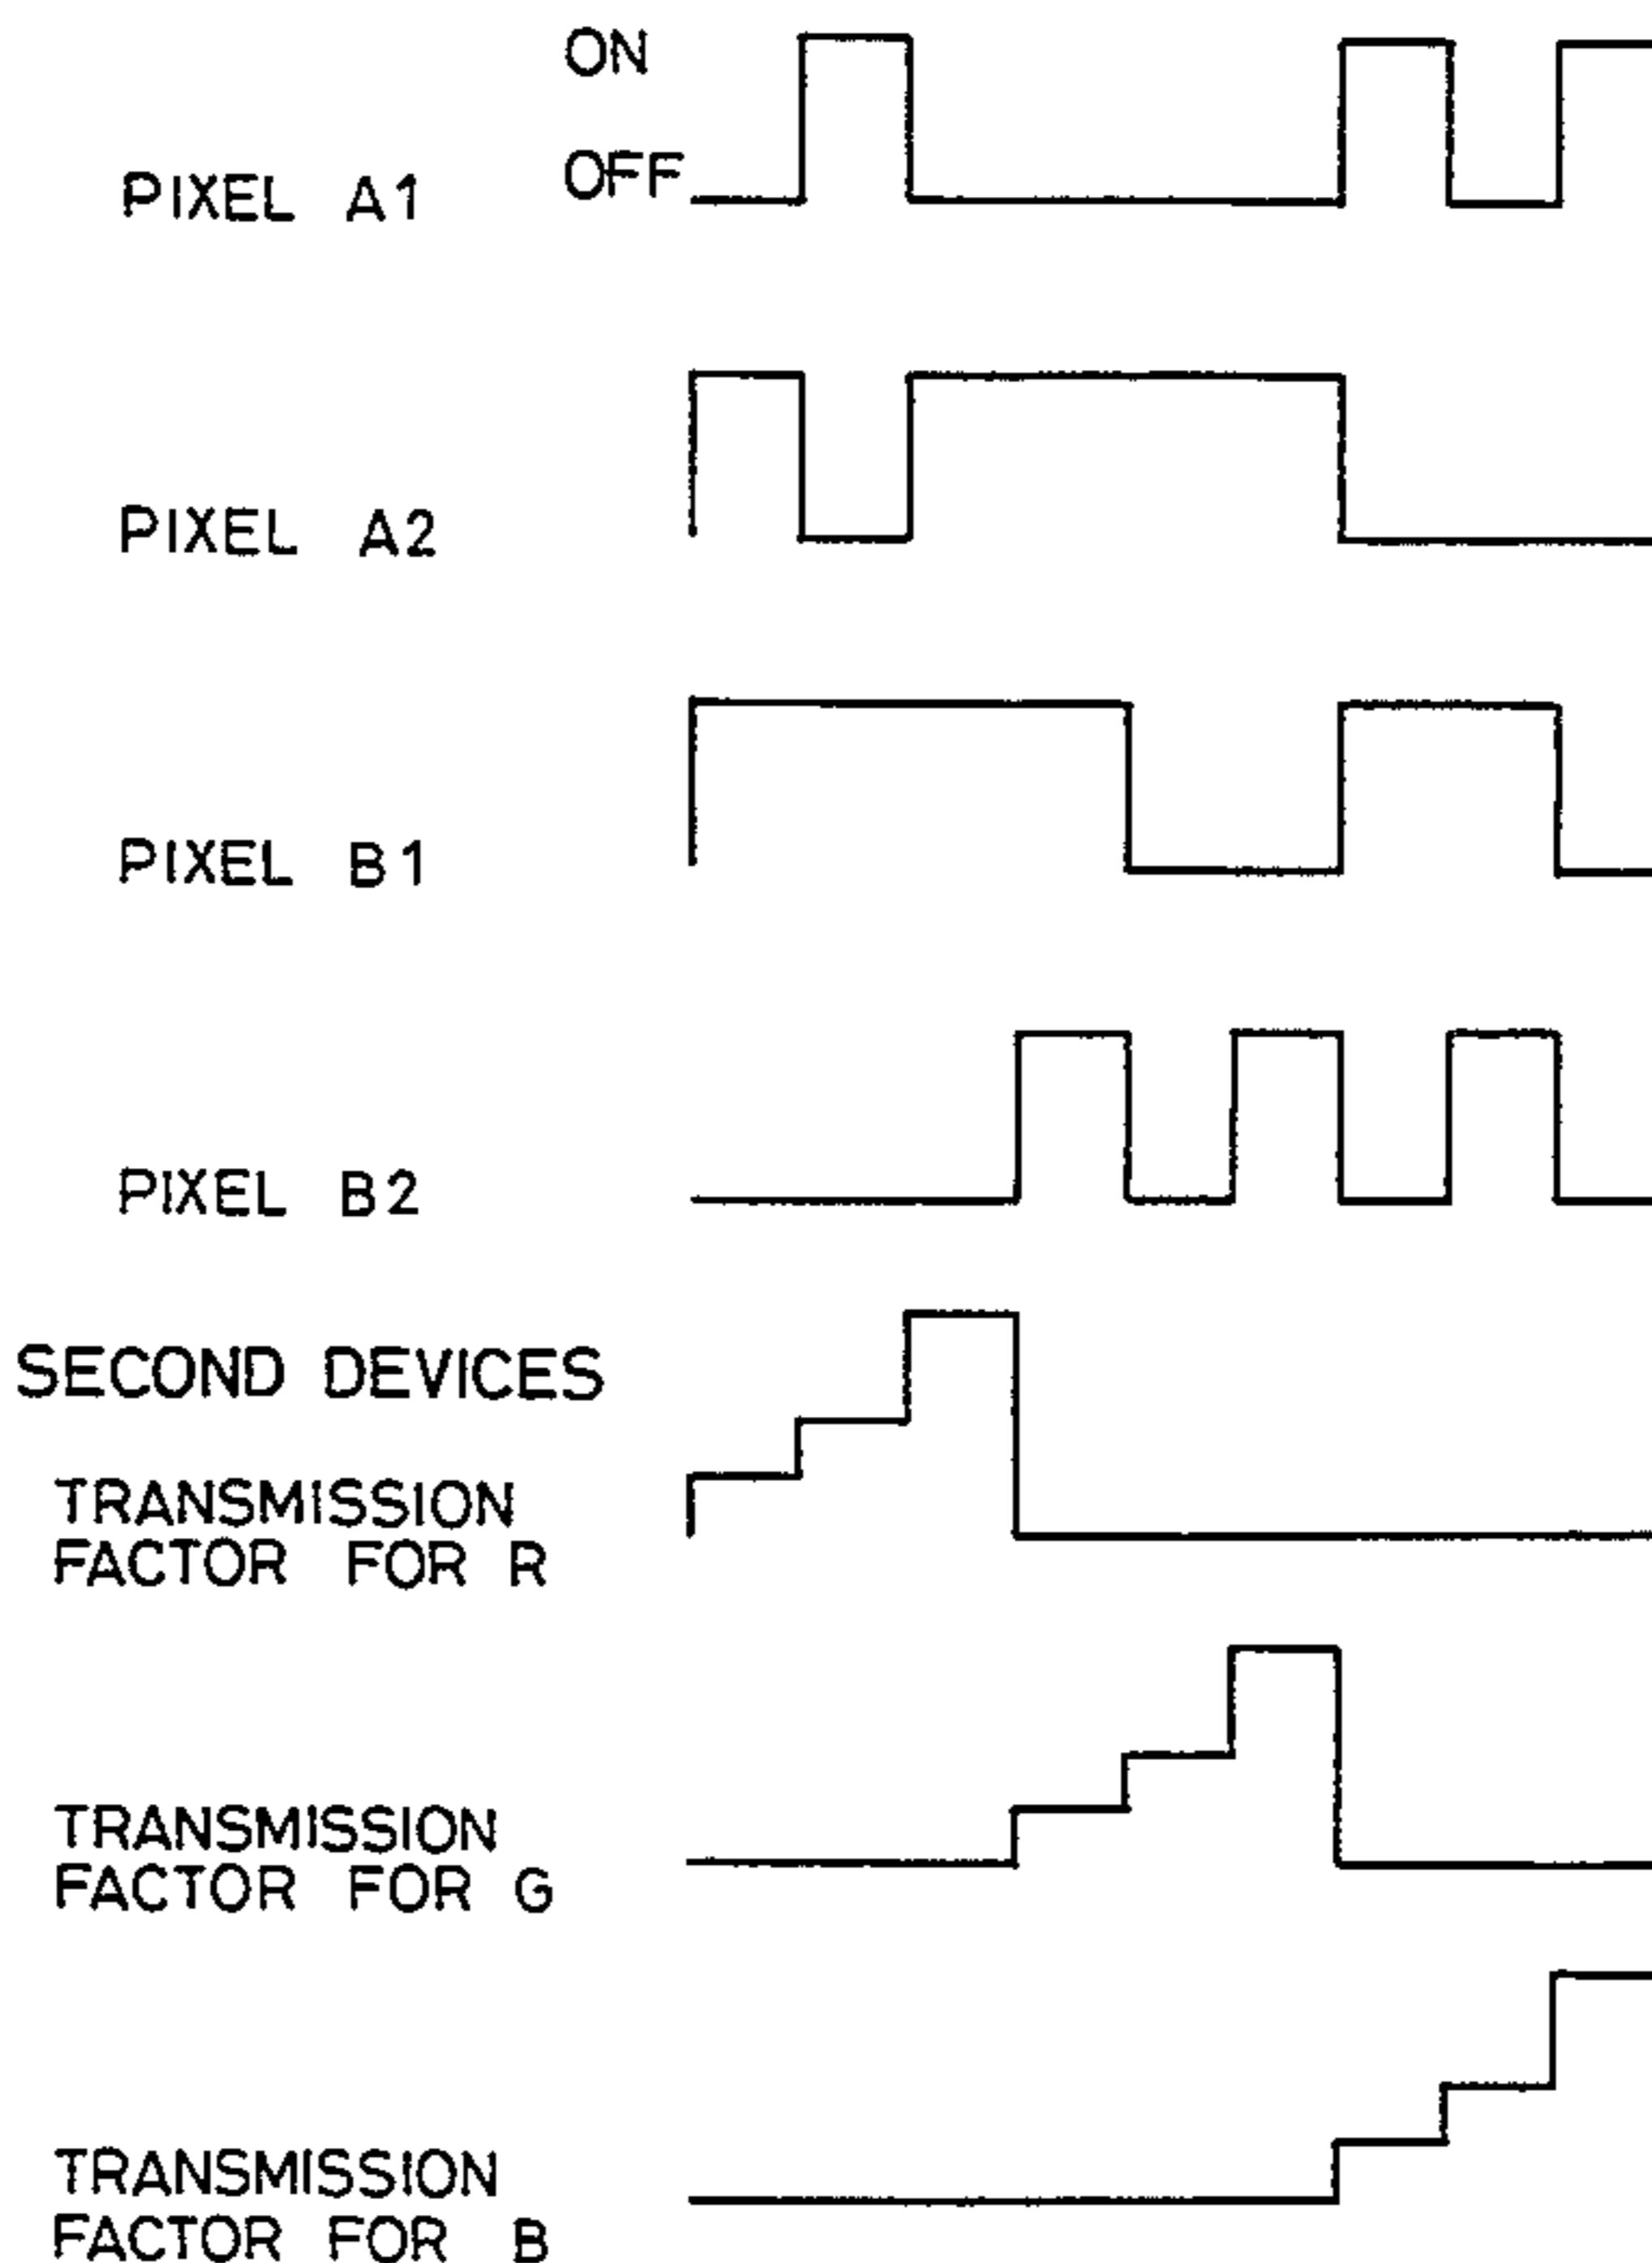 ON
OFF
PIXEL A1
PIXEL A2
PIXEL B1
PIXEL B2
SECOND DEVICES
TRANSMISSION
FACTOR FOR R
TRANSMISSION
FACTOR FOR G
TRANSMISSION
FACTOR FOR B